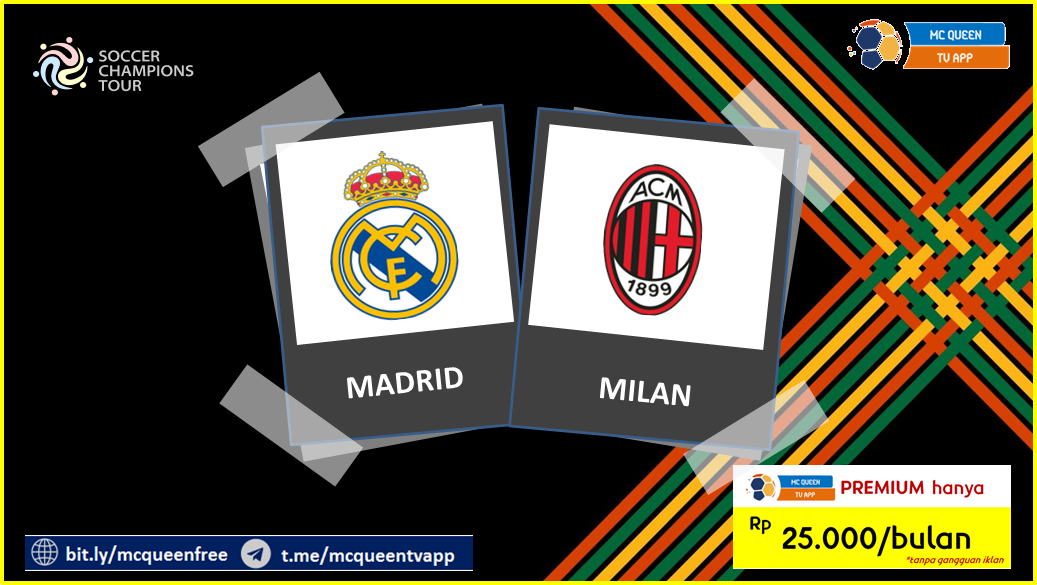 SOCCER
CHAMPIONS
TOUR
MC QUEEN
TV APP
ACM
1899
MADRID
MILAN
MC QUEEN
TV APP
PREMIUM hanya
Rp 25.000/bulan
*tanpa gangguan iklan
bit.ly/mcqueenfree
t.me/mcqueentvapp